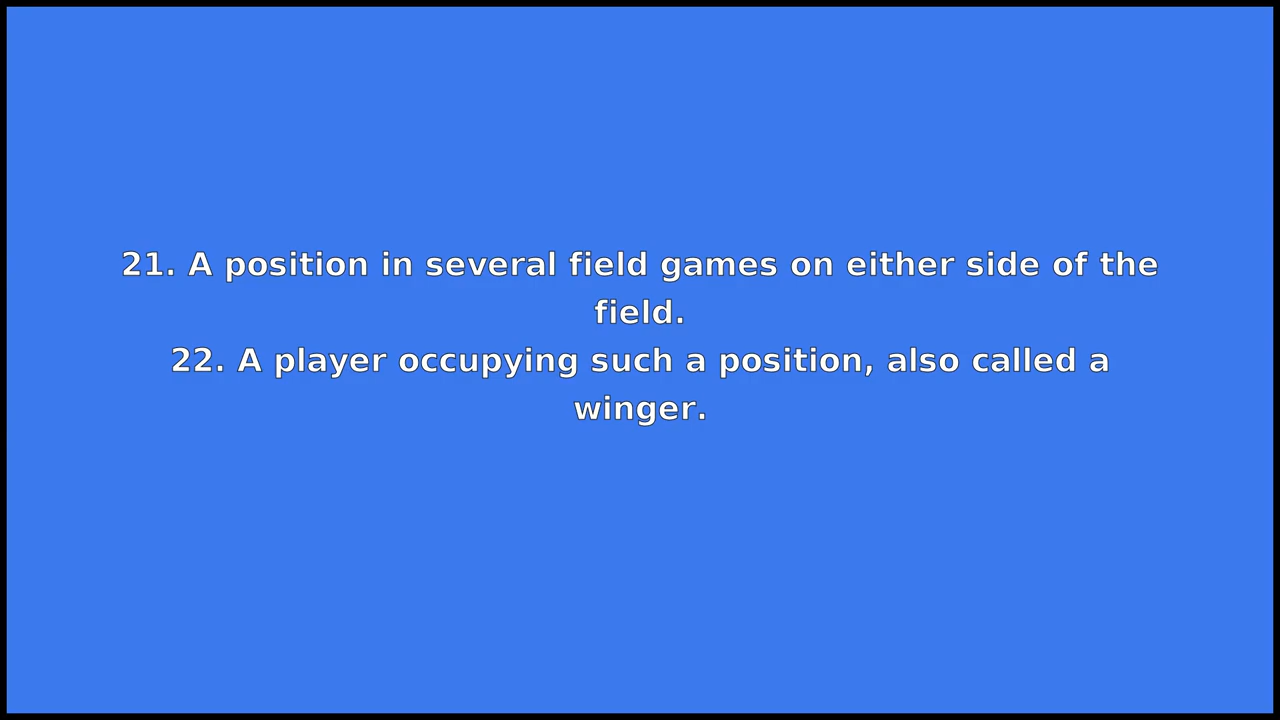 21. A position in several field games on either side of the
field.
22. A player occupying such a position, also called a
winger.